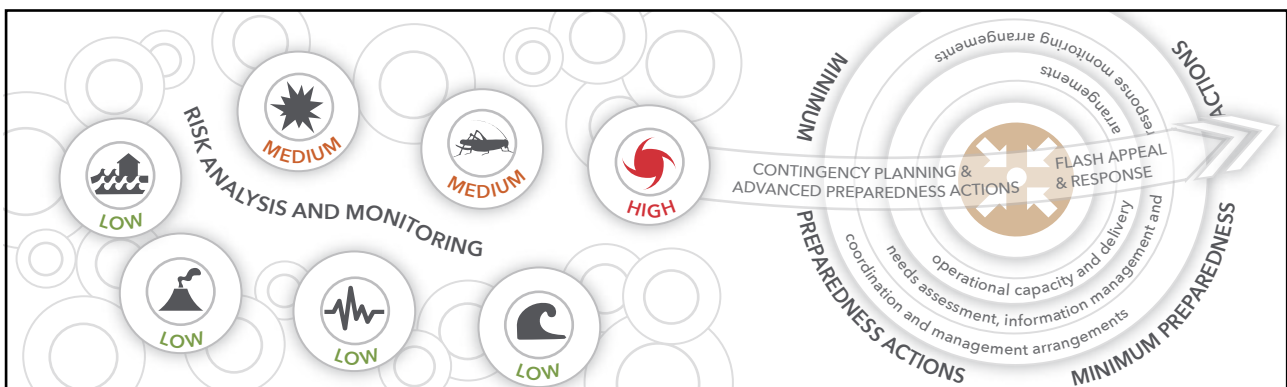 RISK ANALYSIS AND MONITORING
LOW
MEDIUM
MEDIUM
HIGH
LOW
LOW
LOW
CONTINGENCY PLANNING &
ADVANCED PREPAREDNESS ACTIONS
FLASH APPEAL
& RESPONSE
MINIMUM
PREPAREDNESS ACTIONS
MINIMUM PREPAREDNESS
ACTIONS
coordination and management arrangements
needs assessment, information management and
response monitoring arrangements
operational capacity and delivery
arrangements